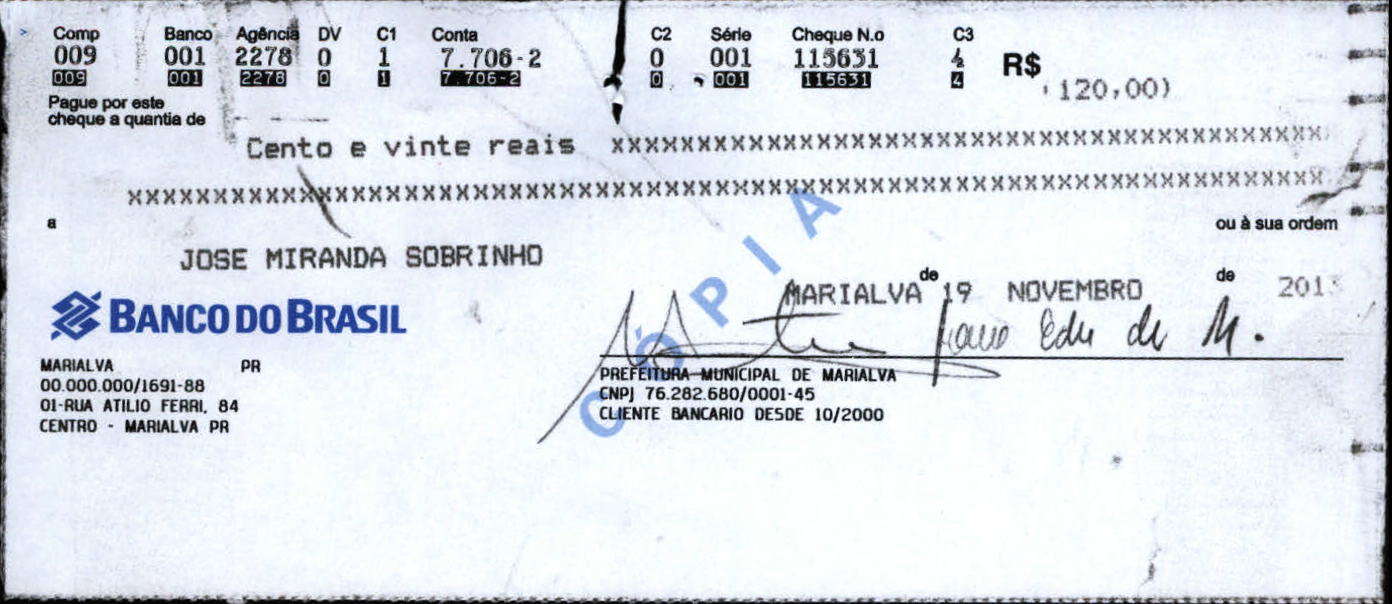 Comp Banco Agência DV C1 Conta C2 Série Cheque N.o C3
009 001 2278 0 1 7.706-2 0 001 115631 4 R$
009 001 2278 0 1 7.706-2 0 001 115631 4 120,00)
Pague por este
cheque a quantia de
Cento e vinte reais xxxxxxxxxxxxxxxxxxxxxxxxxxxxxxxxxxxxxxxxxxxxxxxxxxx
xxxxxxxxxxxxxxxxxxxxxxxxxxxxxxxxxxxxxxxxxxxxxxxxxxxxxxxxxxxxxxxxxxxxxxxxxxxxxxxxxxxx
a ou à sua ordem
JOSE MIRANDA SOBRINHO
MARIALVA de 19 NOVEMBRO de 2013
CÓPIA
BANCO DO BRASIL
MARIALVA PR
00.000.000/1691-88
01-RUA ATILIO FERRI, 84
CENTRO - MARIALVA PR
PREFEITURA MUNICIPAL DE MARIALVA
CNPJ 76.282.680/0001-45
CLIENTE BANCARIO DESDE 10/2000